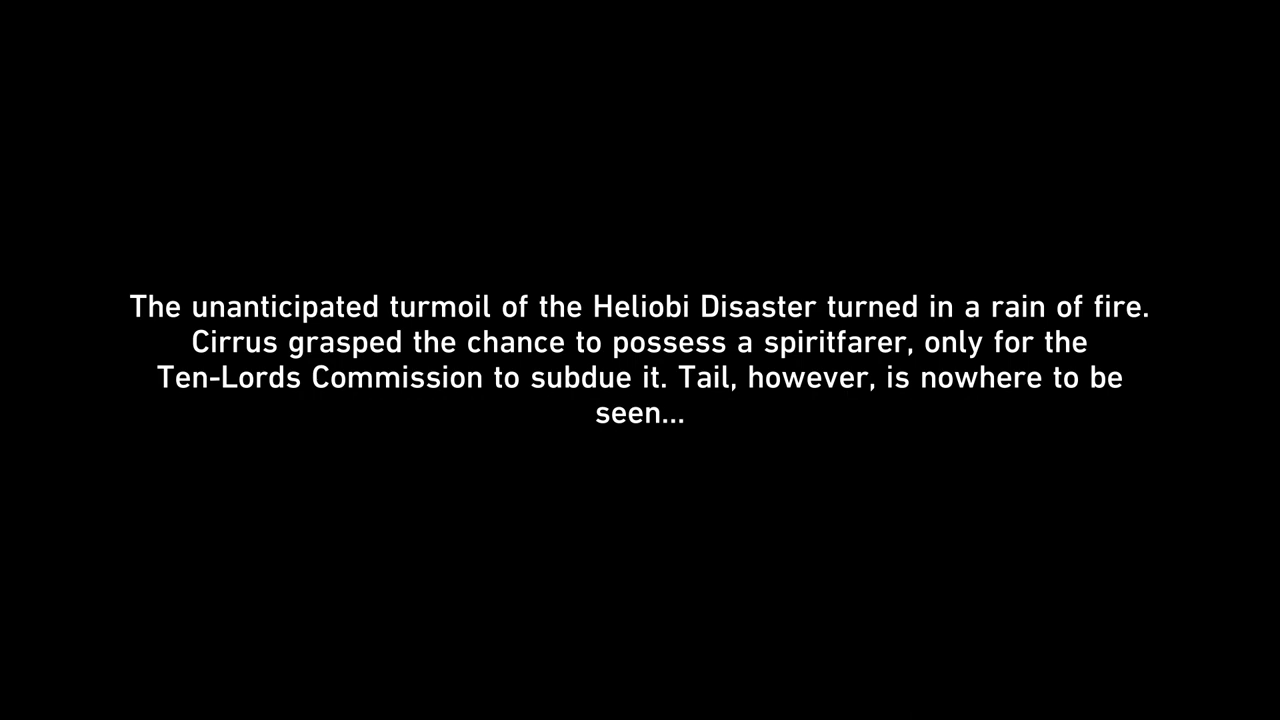 The unanticipated turmoil of the Heliobi Disaster turned in a rain of fire.
Cirrus grasped the chance to possess a spiritfarer, only for the
Ten-Lords Commission to subdue it. Tail, however, is nowhere to be
seen...